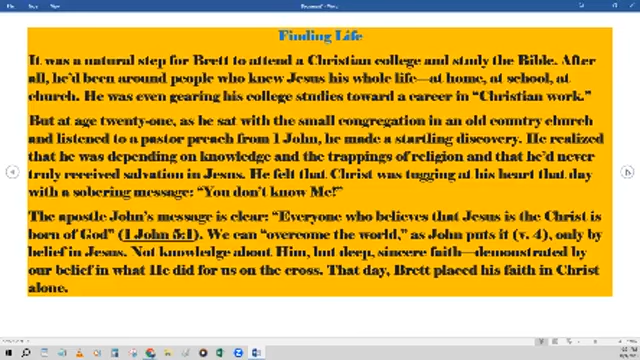 Finding Life
It was a natural step for Brett to attend a Christian college and study the Bible. After
all, he'd been around people who knew Jesus his whole life—at home, at school, at
church. He was even gearing his college studies toward a career in "Christian work."
But at age twenty-one, as he sat with the small congregation in an old country church
and listened to a pastor preach from 1 John, he made a startling discovery. He realized
that he was depending on knowledge and the trappings of religion and that he'd never
truly received salvation in Jesus. He felt that Christ was tugging at his heart that day
with a sobering message: "You don't know Me!"
The apostle John's message is clear: "Everyone who believes that Jesus is the Christ is
born of God" (1 John 5:1). We can "overcome the world," as John puts it (v. 4), only by
belief in Jesus. Not knowledge about Him, but deep, sincere faith—demonstrated by
our belief in what He did for us on the cross. That day, Brett placed his faith in Christ
alone.